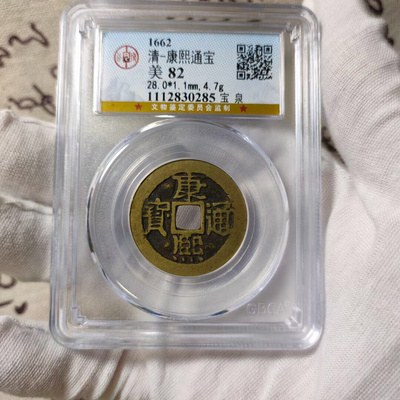 1662
清-康熙通宝
美 82
28.0*1.1mm,4.7g
1112830285 宝 泉
★ 文物鉴定委员会监制 ★
康熙通寳